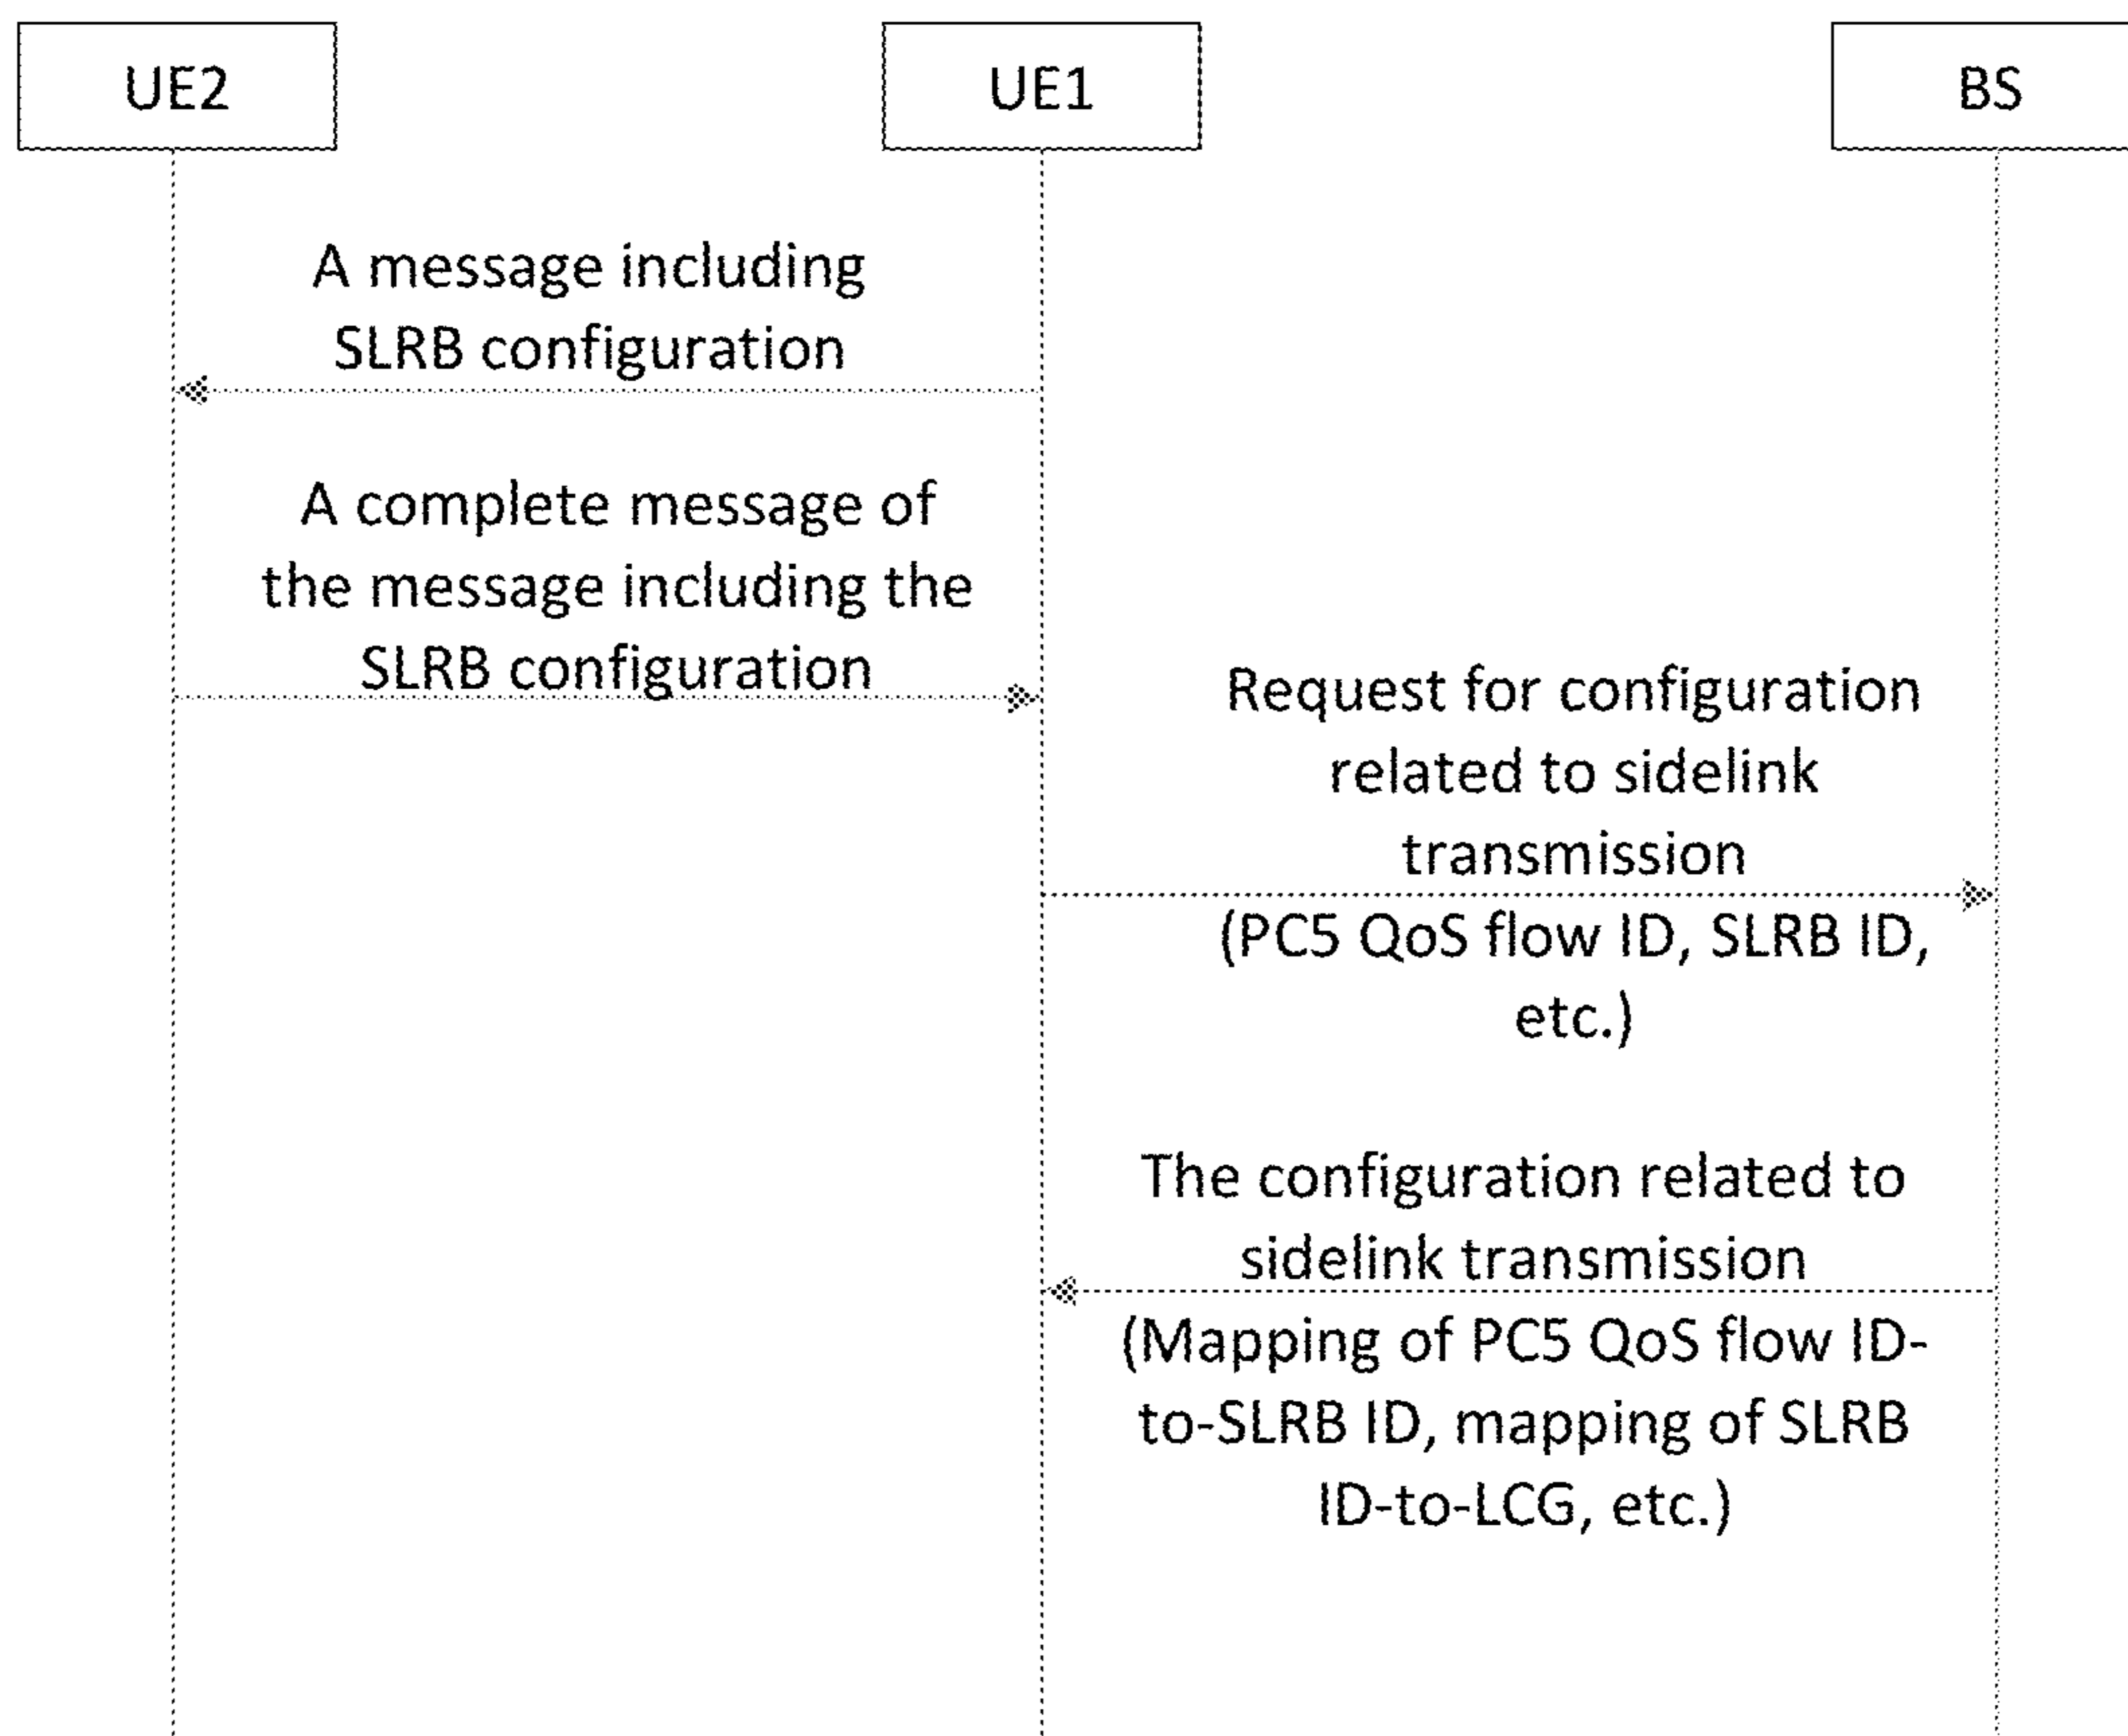 UE2
UE1
BS
A message including
SLRB configuration
A complete message of
the message including the
SLRB configuration
Request for configuration
related to sidelink
transmission
(PC5 QoS flow ID, SLRB ID,
etc.)
The configuration related to
sidelink transmission
(Mapping of PC5 QoS flow ID-
to-SLRB ID, mapping of SLRB
ID-to-LCG, etc.)